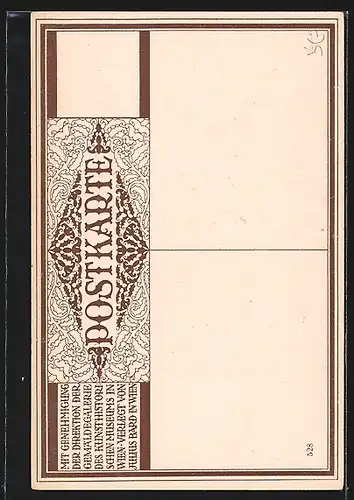 POSTKARTE
MIT GENEHMIGUNG
DER DIREKTION DER
GEMÄLDEGALERIE
DES KUNSTHISTORI
SCHEN MUSEUMS IN
WIEN VERLEGT VON
JULIUS BARD IN WIEN
528